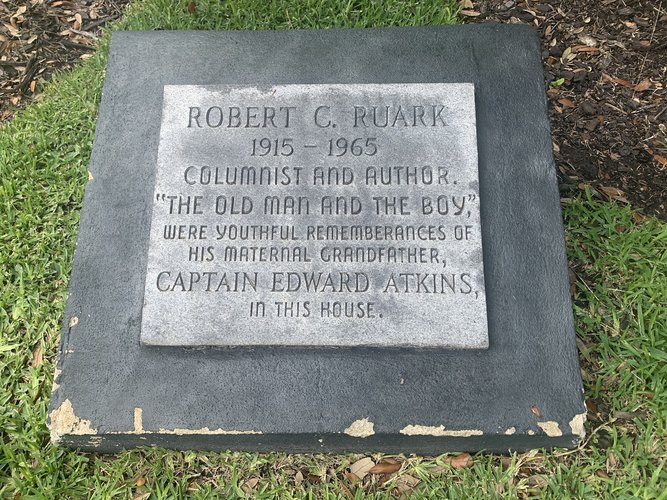 ROBERT C. RUARK
1915 - 1965
COLUMNIST AND AUTHOR.
"THE OLD MAN AND THE BOY,"
WERE YOUTHFUL REMEMBERANCES OF
HIS MATERNAL GRANDFATHER,
CAPTAIN EDWARD ATKINS,
IN THIS HOUSE.